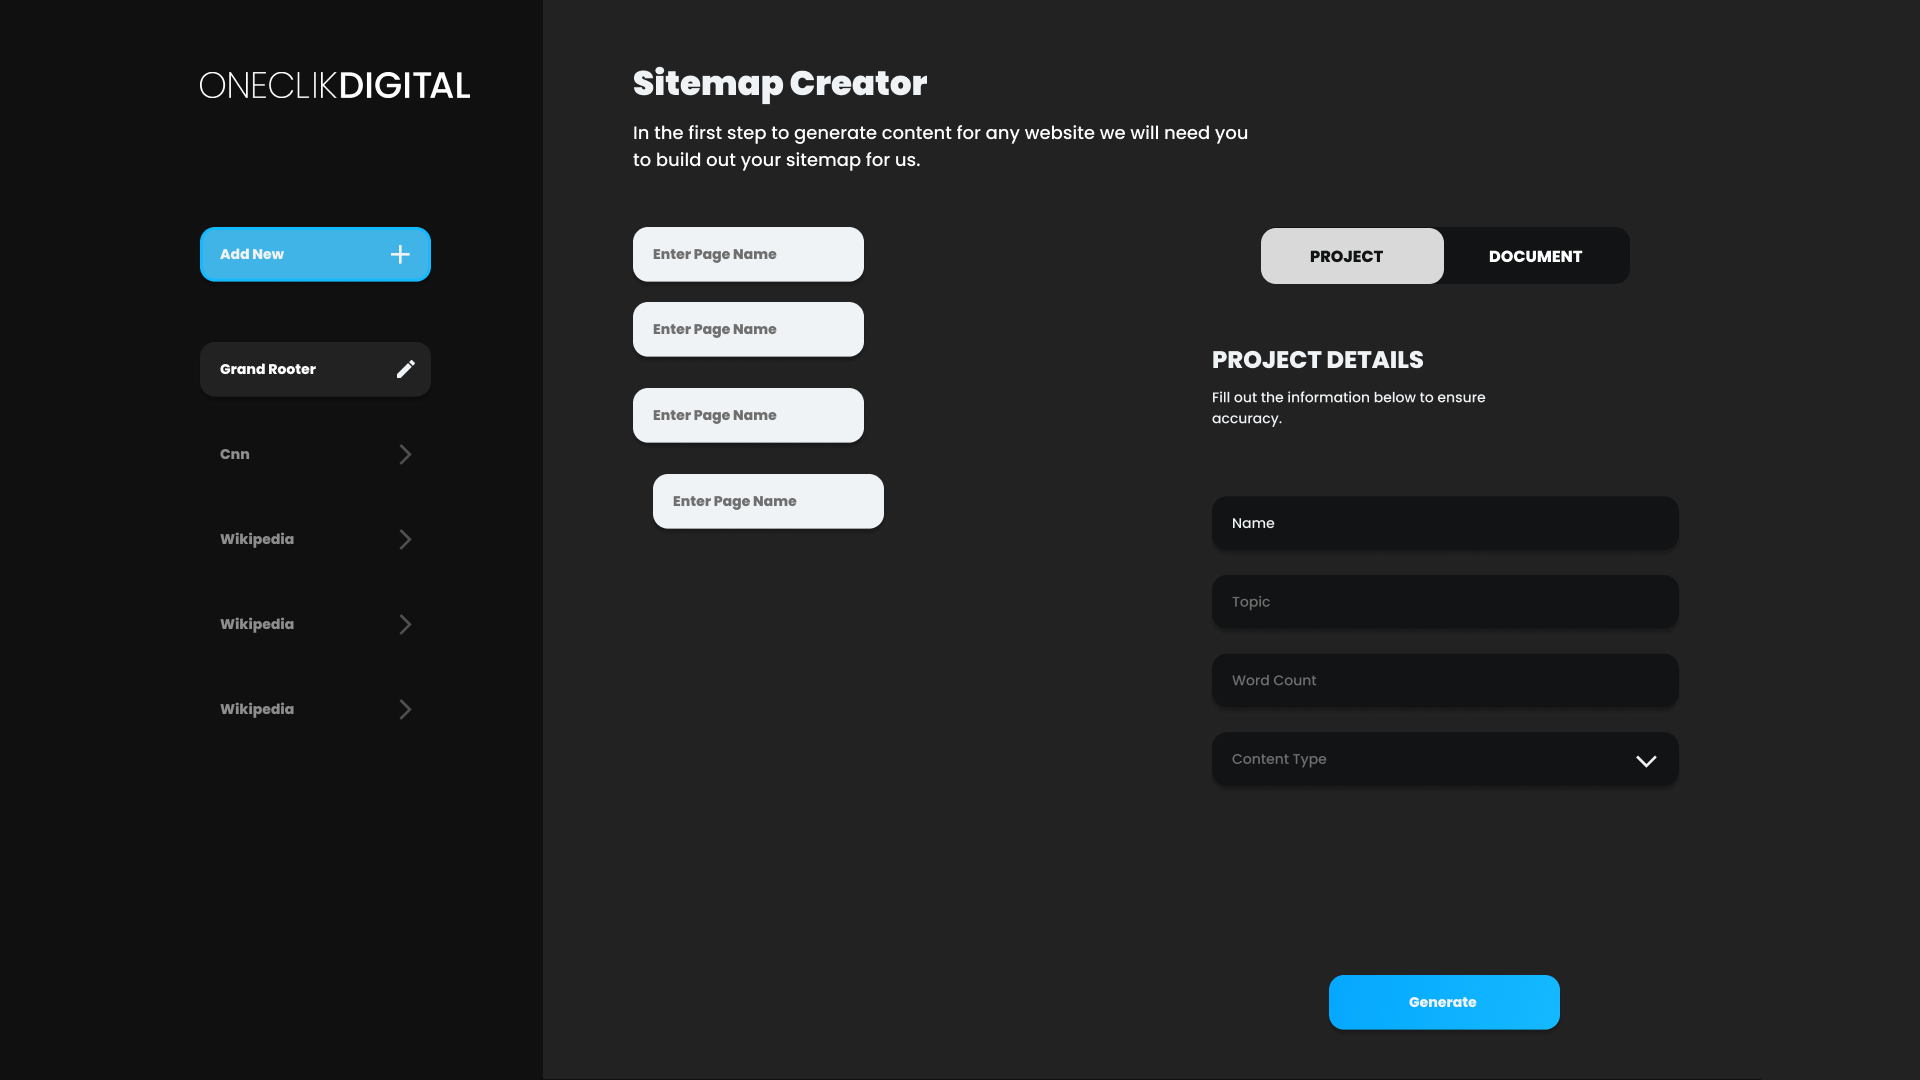 ONECLIKDIGITAL
Add New
Grand Rooter
Cnn
Wikipedia
Wikipedia
Wikipedia
Sitemap Creator
In the first step to generate content for any website we will need you
to build out your sitemap for us.
Enter Page Name
Enter Page Name
Enter Page Name
Enter Page Name
PROJECT
DOCUMENT
PROJECT DETAILS
Fill out the information below to ensure
accuracy.
Name
Topic
Word Count
Content Type
Generate